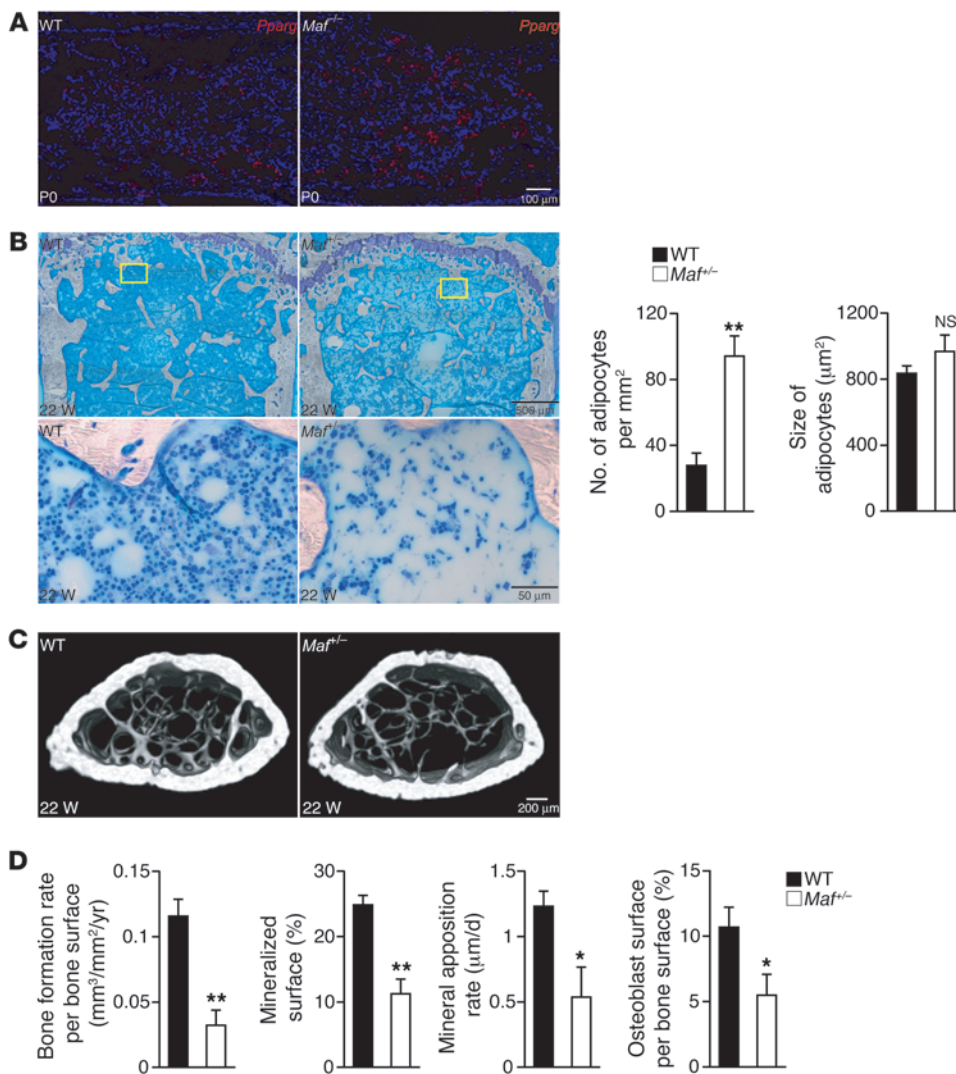 A
WT
Pparg
Maf−/−
Pparg
P0
P0
100 μm
B
WT
Maf+/−
22 W
22 W
500 μm
WT
Maf+/−
22 W
22 W
50 μm
WT
Maf+/−
No. of adipocytes
per mm²
120
80
40
0
**
Size of
adipocytes (μm²)
1200
800
400
0
NS
C
WT
Maf+/−
22 W
22 W
200 μm
D
Bone formation rate
per bone surface
(mm³/mm²/yr)
0.15
0.1
0.05
0
**
Mineralized
surface (%)
30
20
10
0
**
Mineral apposition
rate (μm/d)
1.5
1
0.5
0
*
Osteoblast surface
per bone surface (%)
15
10
5
0
*
WT
Maf+/−